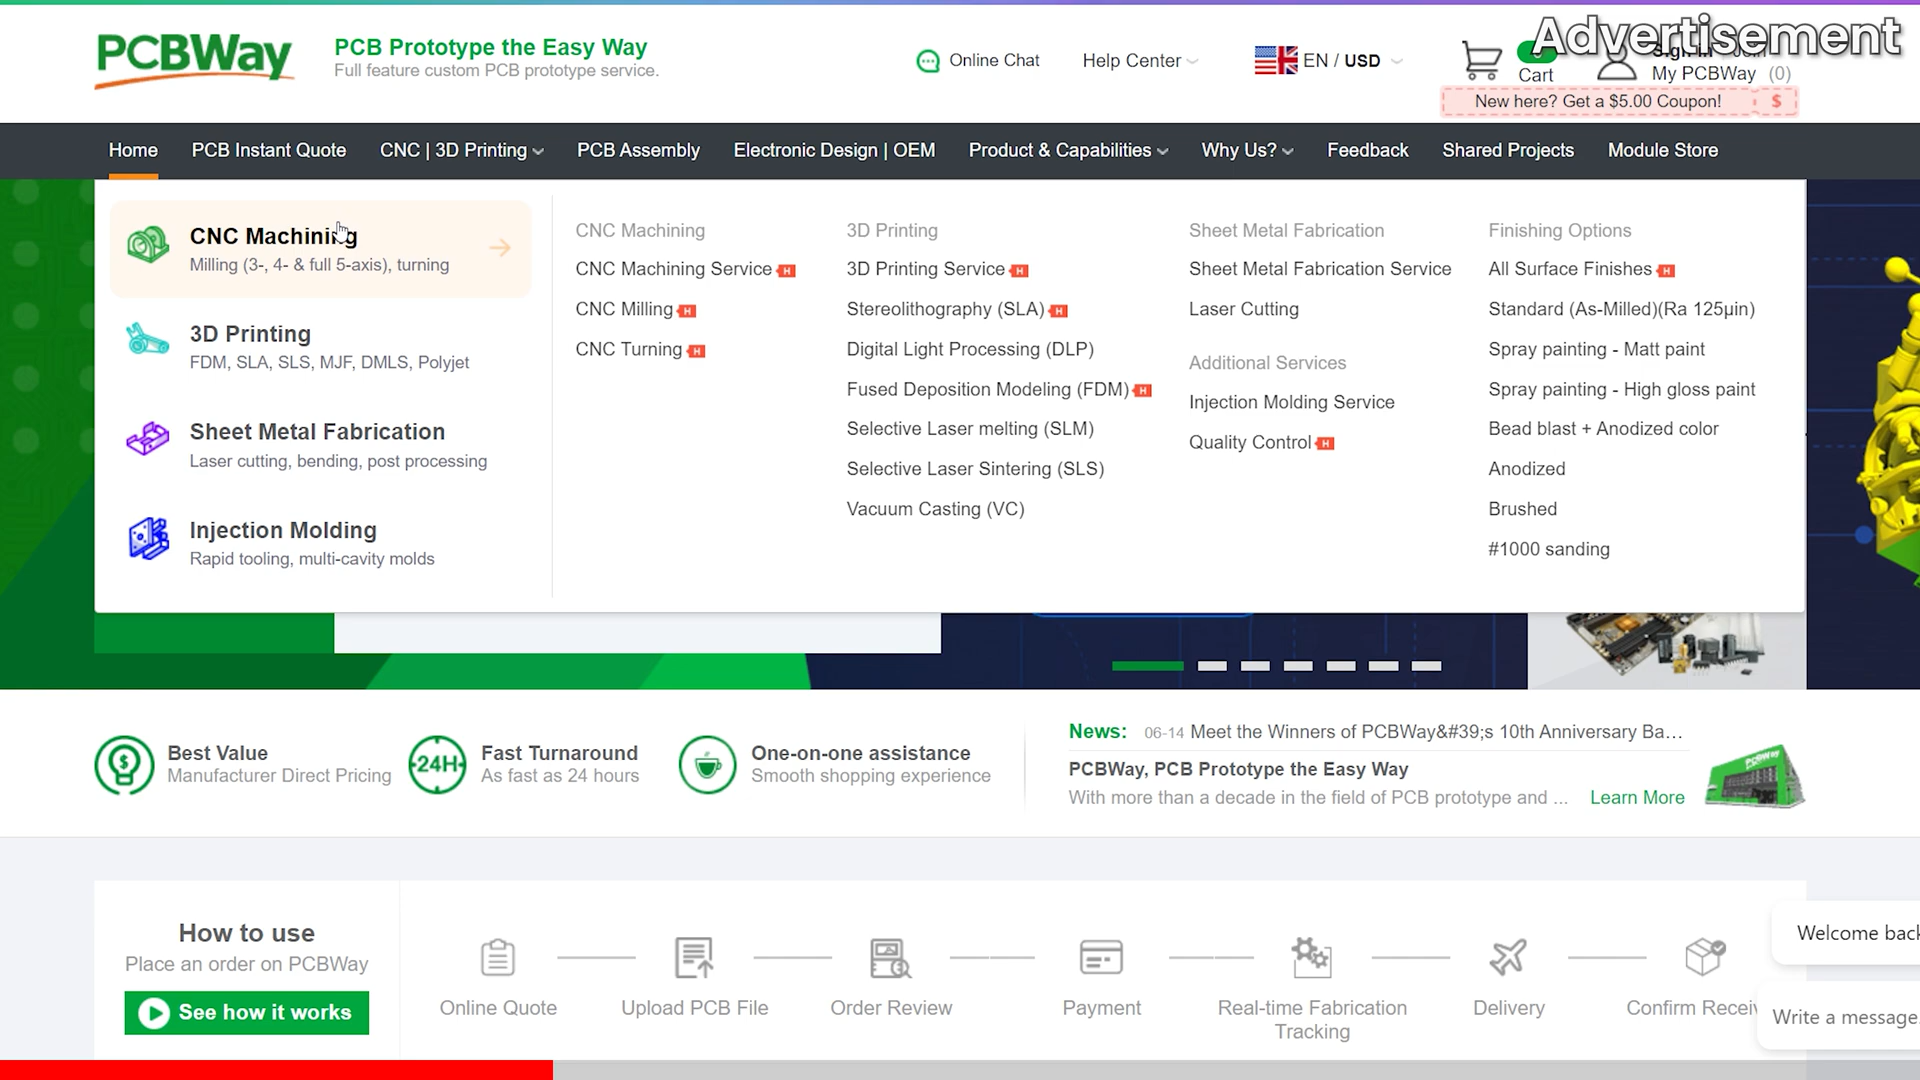 Advertisement
PCBWay
PCB Prototype the Easy Way
Full feature custom PCB prototype service.
Online Chat
Help Center
EN / USD
Cart
Sign in
Join
My PCBWay (0)
New here? Get a $5.00 Coupon! $
Home
PCB Instant Quote
CNC | 3D Printing
PCB Assembly
Electronic Design | OEM
Product & Capabilities
Why Us?
Feedback
Shared Projects
Module Store
CNC Machining
Milling (3-, 4- & full 5-axis), turning
3D Printing
FDM, SLA, SLS, MJF, DMLS, Polyjet
Sheet Metal Fabrication
Laser cutting, bending, post processing
Injection Molding
Rapid tooling, multi-cavity molds
CNC Machining
CNC Machining Service H
CNC Milling H
CNC Turning H
3D Printing
3D Printing Service H
Stereolithography (SLA) H
Digital Light Processing (DLP)
Fused Deposition Modeling (FDM) H
Selective Laser melting (SLM)
Selective Laser Sintering (SLS)
Vacuum Casting (VC)
Sheet Metal Fabrication
Sheet Metal Fabrication Service
Laser Cutting
Additional Services
Injection Molding Service
Quality Control H
Finishing Options
All Surface Finishes H
Standard (As-Milled)(Ra 125µin)
Spray painting - Matt paint
Spray painting - High gloss paint
Bead blast + Anodized color
Anodized
Brushed
#1000 sanding
Best Value
Manufacturer Direct Pricing
24H
Fast Turnaround
As fast as 24 hours
One-on-one assistance
Smooth shopping experience
News: 06-14 Meet the Winners of PCBWay&#39;s 10th Anniversary Ba...
PCBWay, PCB Prototype the Easy Way
With more than a decade in the field of PCB prototype and ... Learn More
PCBWay
How to use
Place an order on PCBWay
See how it works
Online Quote
Upload PCB File
Order Review
Payment
Real-time Fabrication
Tracking
Delivery
Confirm Receiv
Welcome back
Write a message